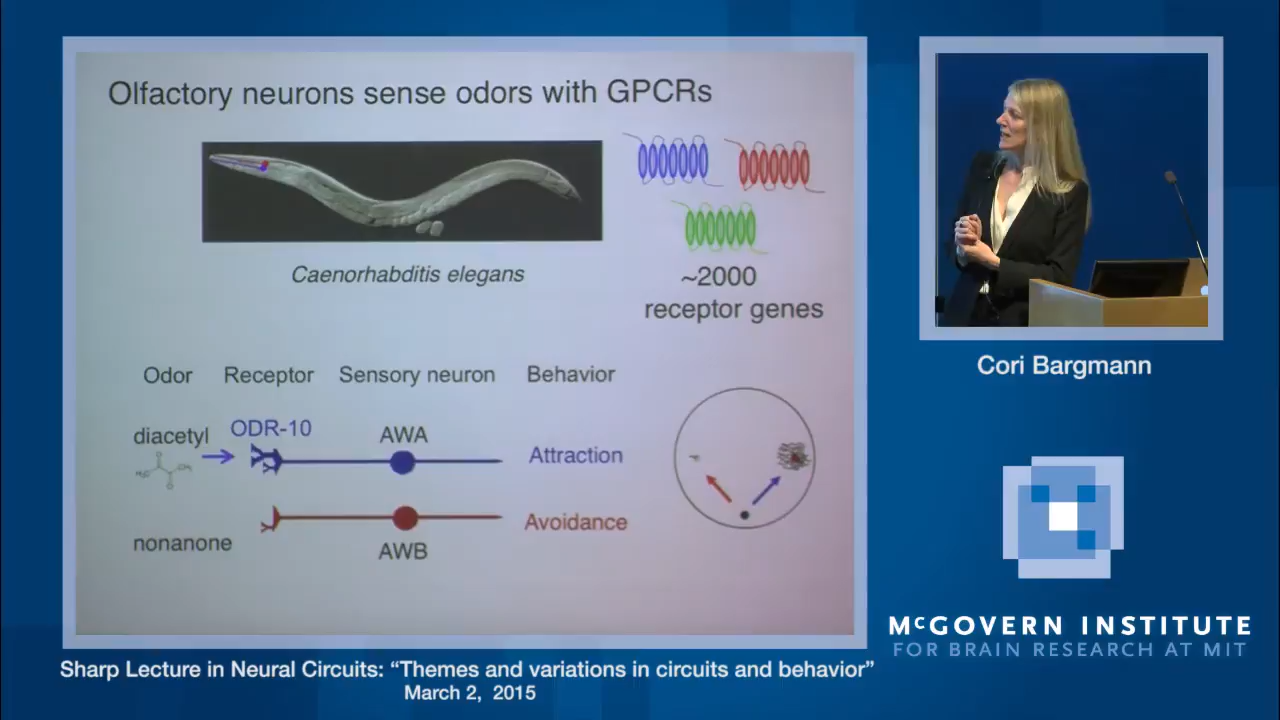 Olfactory neurons sense odors with GPCRs
Caenorhabditis elegans
~2000
receptor genes
Odor Receptor Sensory neuron Behavior
diacetyl
ODR-10
AWA
Attraction
nonanone
AWB
Avoidance
Cori Bargmann
McGOVERN INSTITUTE
FOR BRAIN RESEARCH AT MIT
Sharp Lecture in Neural Circuits: “Themes and variations in circuits and behavior”
March 2, 2015